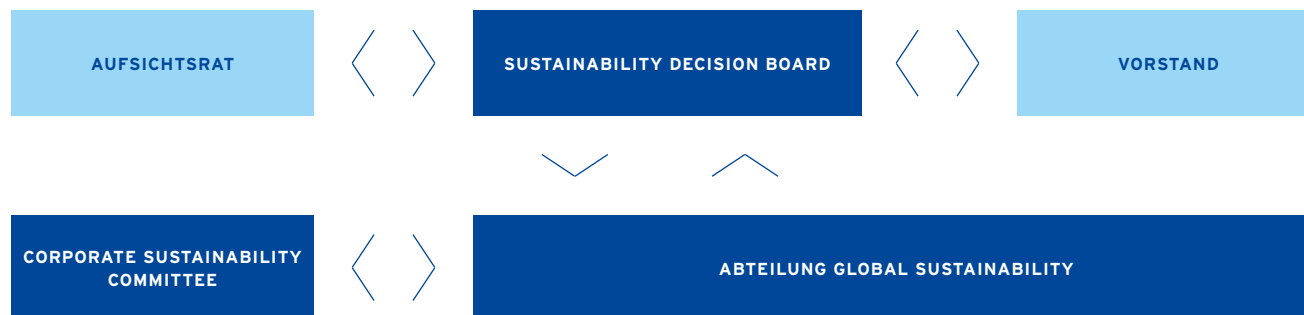 AUFSICHTSRAT
SUSTAINABILITY DECISION BOARD
VORSTAND
CORPORATE SUSTAINABILITY
COMMITTEE
ABTEILUNG GLOBAL SUSTAINABILITY